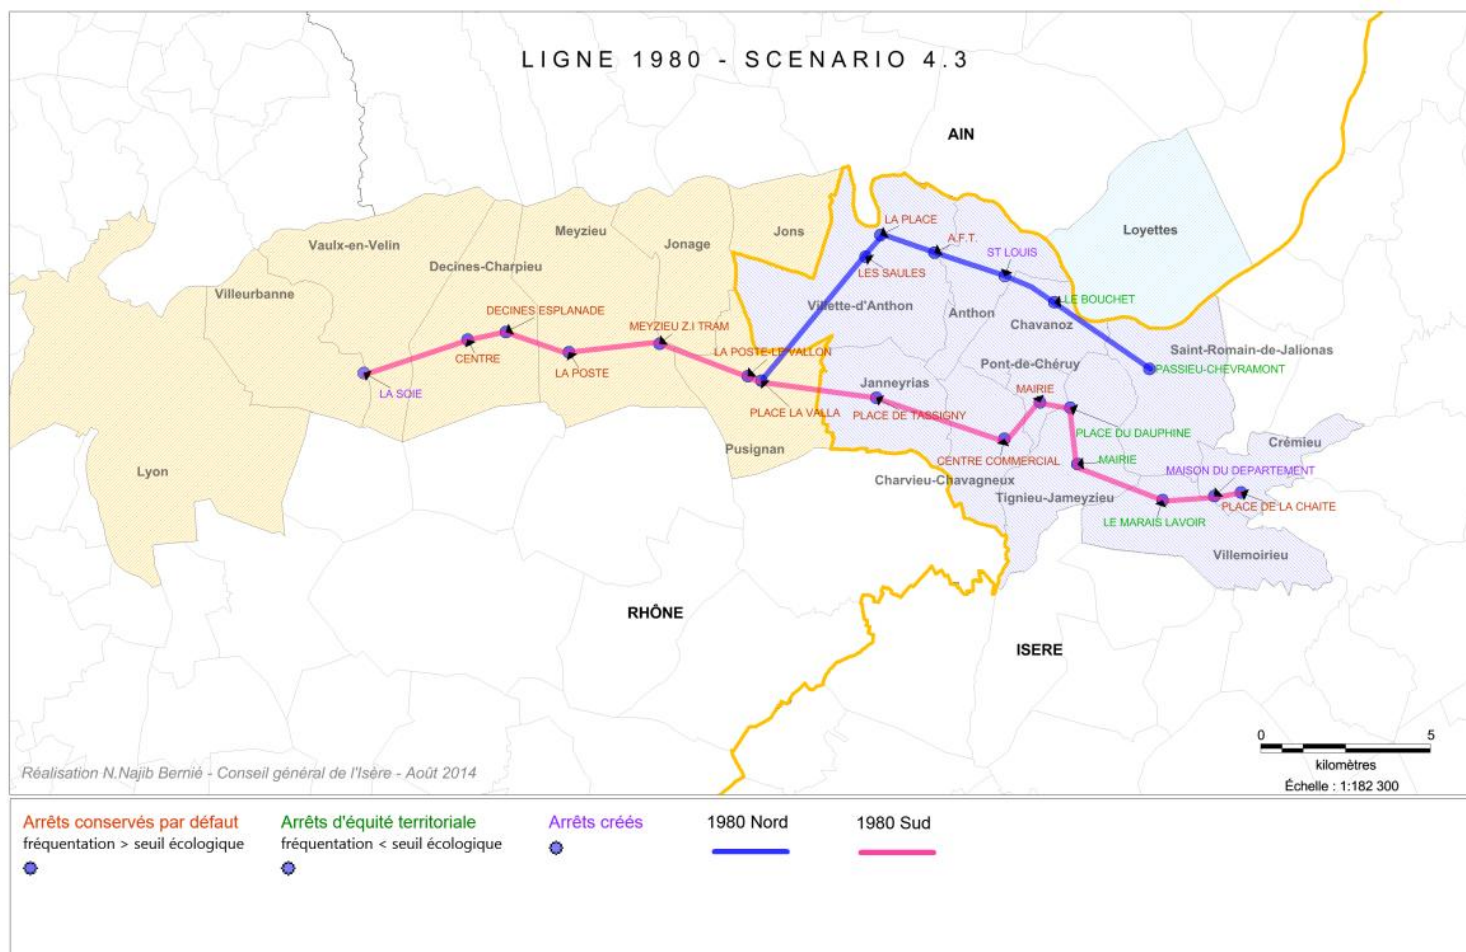 LIGNE 1980 - SCENARIO 4.3
AIN
LA PLACE
Jons
Loyettes
Meyzieu
A.F.T.
Vaulx-en-Velin
Jonage
ST LOUIS
Decines-Charpieu
LES SAULES
Villeurbanne
LE BOUCHET
Villette-d'Anthon
DECINES ESPLANADE
Anthon
Chavanoz
MEYZIEU Z.I TRAM
LA POSTE-LE VALLON
Saint-Romain-de-Jalionas
CENTRE
Pont-de-Chéruy
PASSIEU-CHEVRAMONT
LA POSTE
Janneyrias
MAIRIE
LA SOIE
PLACE LA VALLA
PLACE DE TASSIGNY
PLACE DU DAUPHINE
Crémieu
Pusignan
CENTRE COMMERCIAL
MAIRIE
MAISON DU DEPARTEMENT
Lyon
Charvieu-Chavagneux
Tignieu-Jameyzieu
PLACE DE LA CHAITE
LE MARAIS LAVOIR
Villemoirieu
RHÔNE
ISERE
0 5
kilomètres
Échelle : 1:182 300
Réalisation N.Najib Bernié - Conseil général de l'Isère - Août 2014
Arrêts conservés par défaut
fréquentation > seuil écologique
Arrêts d'équité territoriale
fréquentation < seuil écologique
Arrêts créés
1980 Nord
1980 Sud